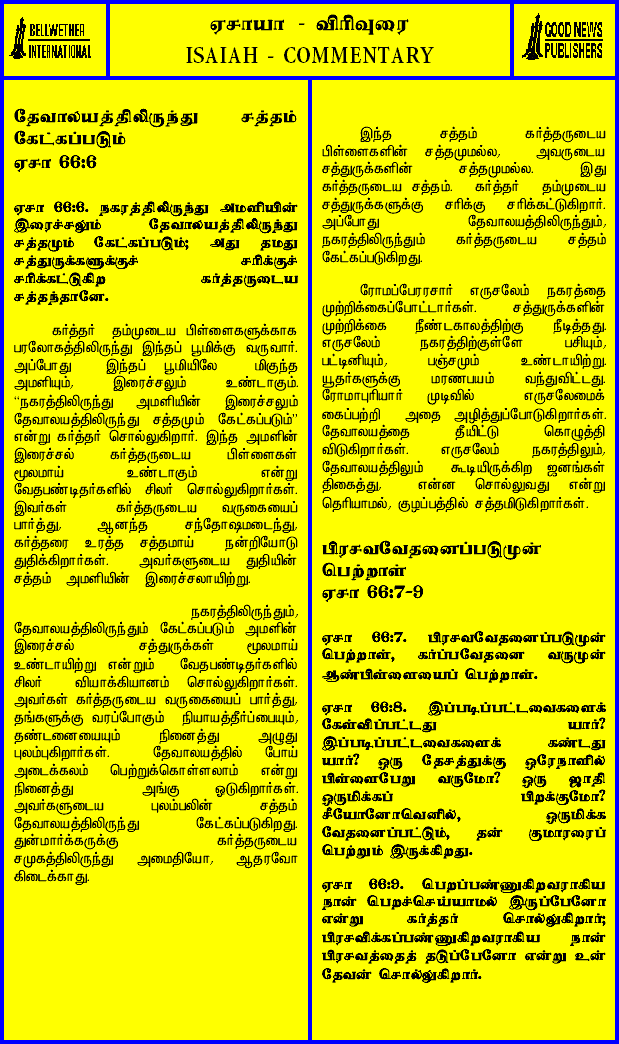 BELLWETHER
INTERNATIONAL
ஏசாயா - விரிவுரை
ISAIAH - COMMENTARY
GOOD NEWS
PUBLISHERS
தேவாலயத்திலிருந்து சத்தம்
கேட்கப்படும்
ஏசா 66:6
ஏசா 66:6. நகரத்திலிருந்து அமளியின்
இரைச்சலும் தேவாலயத்திலிருந்து
சத்தமும் கேட்கப்படும்; அது தமது
சத்துருக்களுக்குச் சரிக்குச்
சரிக்கட்டுகிற கர்த்தருடைய
சத்தந்தானே.
கர்த்தர் தம்முடைய பிள்ளைகளுக்காக
பரலோகத்திலிருந்து இந்தப் பூமிக்கு வருவார்.
அப்போது இந்தப் பூமியிலே மிகுந்த
அமளியும், இரைச்சலும் உண்டாகும்.
“நகரத்திலிருந்து அமளியின் இரைச்சலும்
தேவாலயத்திலிருந்து சத்தமும் கேட்கப்படும்”
என்று கர்த்தர் சொல்லுகிறார். இந்த அமளின்
இரைச்சல் கர்த்தருடைய பிள்ளைகள்
மூலமாய் உண்டாகும் என்று
வேதபண்டிதர்களில் சிலர் சொல்லுகிறார்கள்.
இவர்கள் கர்த்தருடைய வருகையைப்
பார்த்து, ஆனந்த சந்தோஷமடைந்து,
கர்த்தரை உரத்த சத்தமாய் நன்றியோடு
துதிக்கிறார்கள். அவர்களுடைய துதியின்
சத்தம் அமளியின் இரைச்சலாயிற்று.
நகரத்திலிருந்தும்,
தேவாலயத்திலிருந்தும் கேட்கப்படும் அமளின்
இரைச்சல் சத்துருக்கள் மூலமாய்
உண்டாயிற்று என்றும் வேதபண்டிதர்களில்
சிலர் வியாக்கியானம் சொல்லுகிறார்கள்.
அவர்கள் கர்த்தருடைய வருகையைப் பார்த்து,
தங்களுக்கு வரப்போகும் நியாயத்தீர்ப்பையும்,
தண்டனையையும் நினைத்து அழுது
புலம்புகிறார்கள். தேவாலயத்தில் போய்
அடைக்கலம் பெற்றுக்கொள்ளலாம் என்று
நினைத்து அங்கு ஓடுகிறார்கள்.
அவர்களுடைய புலம்பலின் சத்தம்
தேவாலயத்திலிருந்து கேட்கப்படுகிறது.
துன்மார்க்கருக்கு கர்த்தருடைய
சமுகத்திலிருந்து அமைதியோ, ஆதரவோ
கிடைக்காது.
இந்த சத்தம் கர்த்தருடைய
பிள்ளைகளின் சத்தமுமல்ல, அவருடைய
சத்துருக்களின் சத்தமுமல்ல. இது
கர்த்தருடைய சத்தம். கர்த்தர் தம்முடைய
சத்துருக்களுக்கு சரிக்கு சரிக்கட்டுகிறார்.
அப்போது தேவாலயத்திலிருந்தும்,
நகரத்திலிருந்தும் கர்த்தருடைய சத்தம்
கேட்கப்படுகிறது.
ரோமப்பேரரசார் எருசலேம் நகரத்தை
முற்றிக்கைப்போட்டார்கள். சத்துருக்களின்
முற்றிக்கை நீண்டகாலத்திற்கு நீடித்தது.
எருசலேம் நகரத்திற்குள்ளே பசியும்,
பட்டினியும், பஞ்சமும் உண்டாயிற்று.
யூதர்களுக்கு மரணபயம் வந்துவிட்டது.
ரோமாபுரியார் முடிவில் எருசலேமைக்
கைப்பற்றி அதை அழித்துப்போடுகிறார்கள்.
தேவாலயத்தை தீயிட்டு கொழுத்தி
விடுகிறார்கள். எருசலேம் நகரத்திலும்,
தேவாலயத்திலும் கூடியிருக்கிற ஜனங்கள்
திகைத்து, என்ன சொல்லுவது என்று
தெரியாமல், குழப்பத்தில் சத்தமிடுகிறார்கள்.
பிரசவவேதனைப்படுமுன்
பெற்றாள்
ஏசா 66:7-9
ஏசா 66:7. பிரசவவேதனைப்படுமுன்
பெற்றாள், கர்ப்பவேதனை வருமுன்
ஆண்பிள்ளையைப் பெற்றாள்.
ஏசா 66:8. இப்படிப்பட்டவைகளைக்
கேள்விப்பட்டது யார்?
இப்படிப்பட்டவைகளைக் கண்டது
யார்? ஒரு தேசத்துக்கு ஒரேநாளில்
பிள்ளைபேறு வருமோ? ஒரு ஜாதி
ஒருமிக்கப் பிறக்குமோ?
சீயோனோவெனில், ஒருமிக்க
வேதனைப்பட்டும், தன் குமாரரைப்
பெற்றும் இருக்கிறது.
ஏசா 66:9. பெறப்பண்ணுகிறவராகிய
நான் பெறச்செய்யாமல் இருப்பேனோ
என்று கர்த்தர் சொல்லுகிறார்;
பிரசவிக்கப்பண்ணுகிறவராகிய நான்
பிரசவத்தைத் தடுப்பேனோ என்று உன்
தேவன் சொல்லுகிறார்.